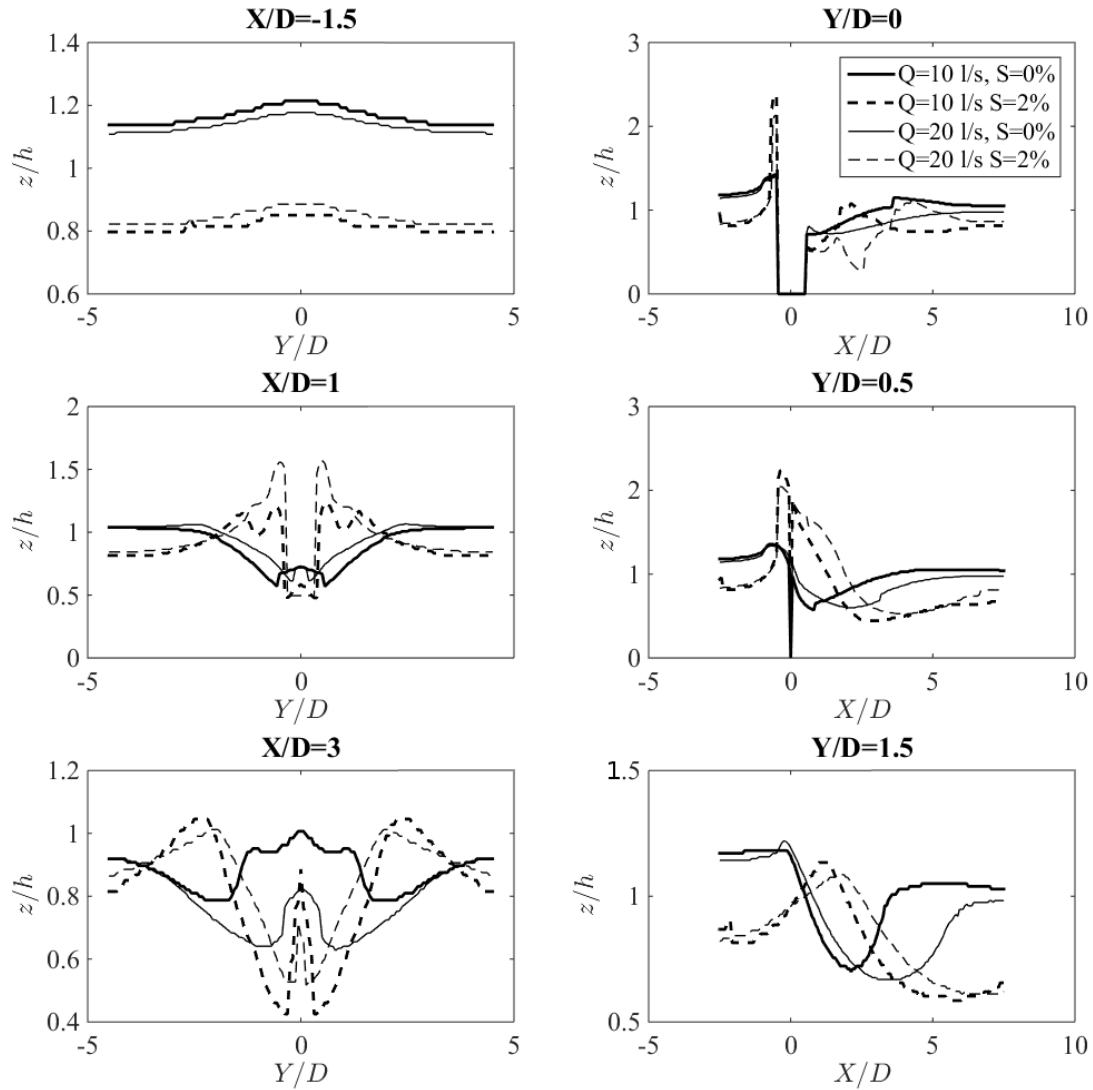 X/D=-1.5
1.4
1.2
z/h
1
0.8
0.6
-5 0 5
Y/D
Y/D=0
3
2
z/h
1
0
-5 0 5 10
X/D
Q=10 l/s, S=0%
Q=10 l/s S=2%
Q=20 l/s, S=0%
Q=20 l/s S=2%
X/D=1
2
1.5
z/h
1
0.5
0
-5 0 5
Y/D
Y/D=0.5
3
2
z/h
1
0
-5 0 5 10
X/D
X/D=3
1.2
1
z/h
0.8
0.6
0.4
-5 0 5
Y/D
Y/D=1.5
1.5
z/h
1
0.5
-5 0 5 10
X/D